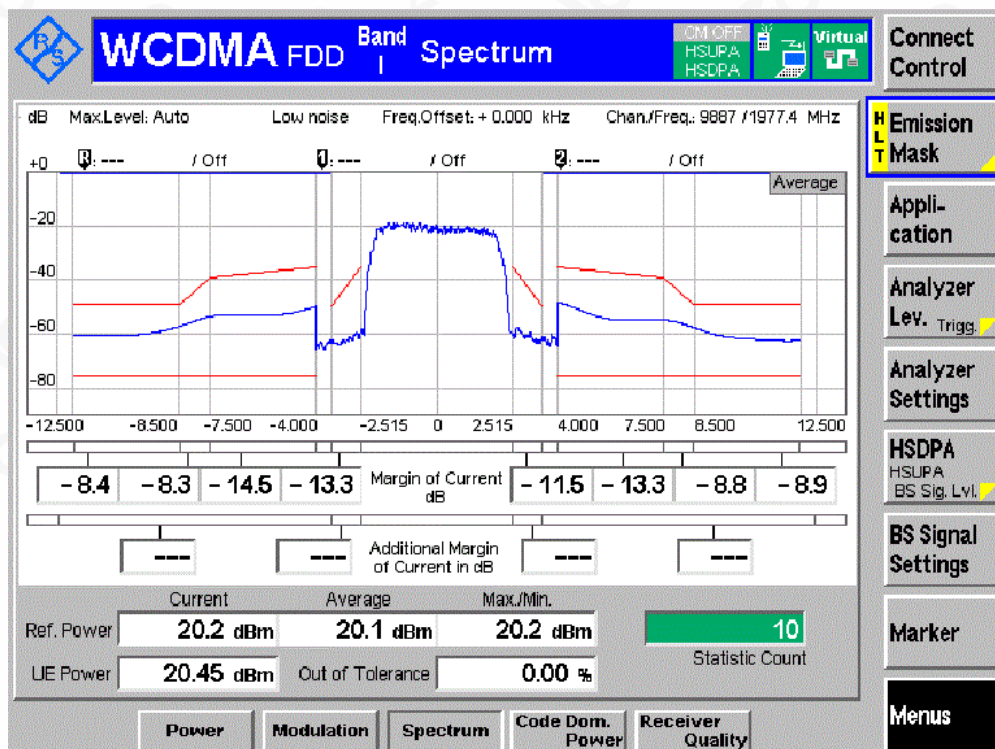 R/S
WCDMA FDD Band I Spectrum
CM OFF
HSUPA
HSDPA
Virtual
Connect Control
dB Max.Level: Auto Low noise Freq.Offset: + 0.000 kHz Chan./Freq.: 9887 / 1977.4 MHz
R: --- / Off 1: --- / Off 2: --- / Off
HLT
Emission Mask
Average
+0
-20
-40
-60
-80
Appli-
cation
Analyzer
Lev. Trigg.
Analyzer
Settings
-12.500 -8.500 -7.500 -4.000 -2.515 0 2.515 4.000 7.500 8.500 12.500
HSDPA
HSUPA
BS Sig. Lvl.
- 8.4 - 8.3 - 14.5 - 13.3 Margin of Current dB - 11.5 - 13.3 - 8.8 - 8.9
--- --- Additional Margin of Current in dB --- ---
BS Signal
Settings
Current Average Max./Min.
Ref. Power 20.2 dBm 20.1 dBm 20.2 dBm 10
Statistic Count
UE Power 20.45 dBm Out of Tolerance 0.00 %
Marker
Menus
Power Modulation Spectrum Code Dom. Power Receiver Quality